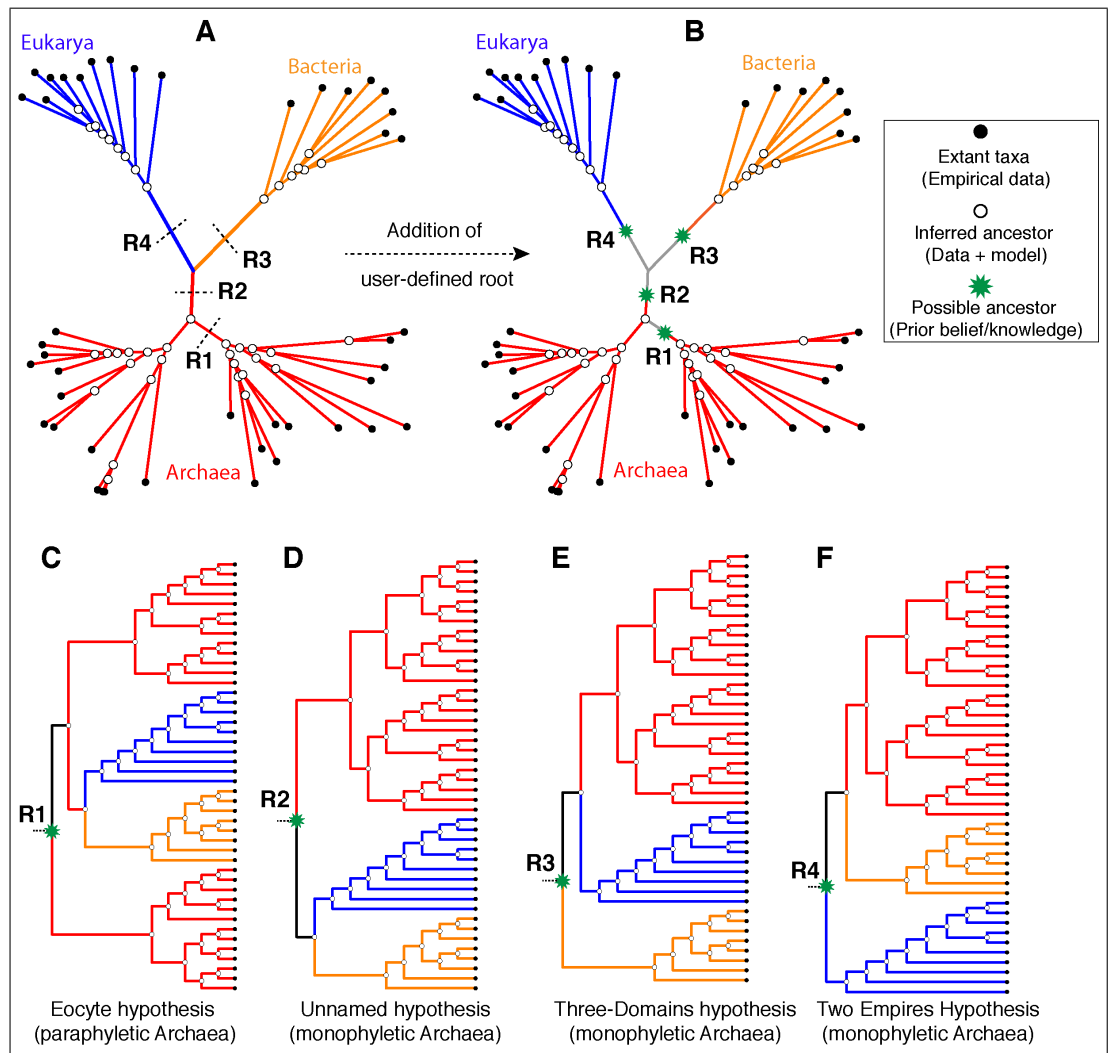 A
B
Eukarya
Bacteria
R4
R3
R2
R1
Archaea
Addition of
user-defined root
Eukarya
Bacteria
R4
R3
R2
R1
Archaea
Extant taxa
(Empirical data)
Inferred ancestor
(Data + model)
Possible ancestor
(Prior belief/knowledge)
C
D
E
F
R1
R2
R3
R4
Eocyte hypothesis
(paraphyletic Archaea)
Unnamed hypothesis
(monophyletic Archaea)
Three-Domains hypothesis
(monophyletic Archaea)
Two Empires Hypothesis
(monophyletic Archaea)